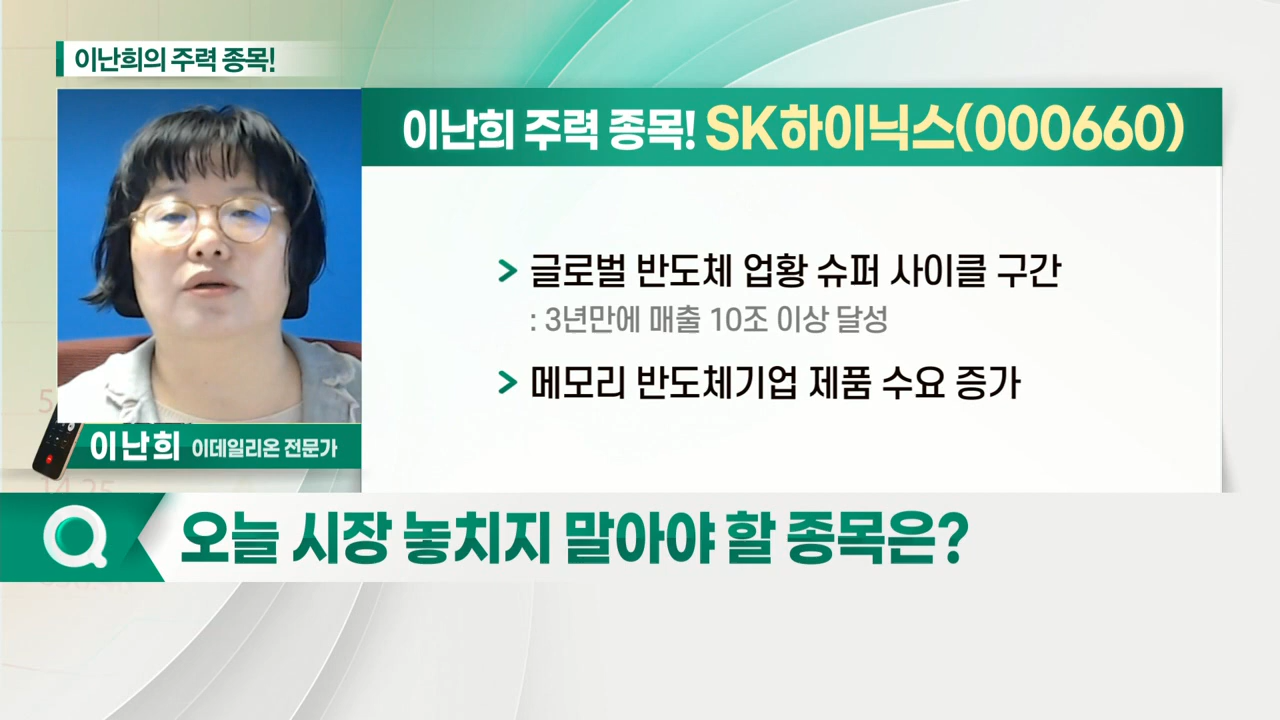 이난희의 주력 종목!
이난희 주력 종목! SK하이닉스(000660)
> 글로벌 반도체 업황 슈퍼 사이클 구간
: 3년만에 매출 10조 이상 달성
> 메모리 반도체기업 제품 수요 증가
이난희 이데일리온 전문가
오늘 시장 놓치지 말아야 할 종목은?